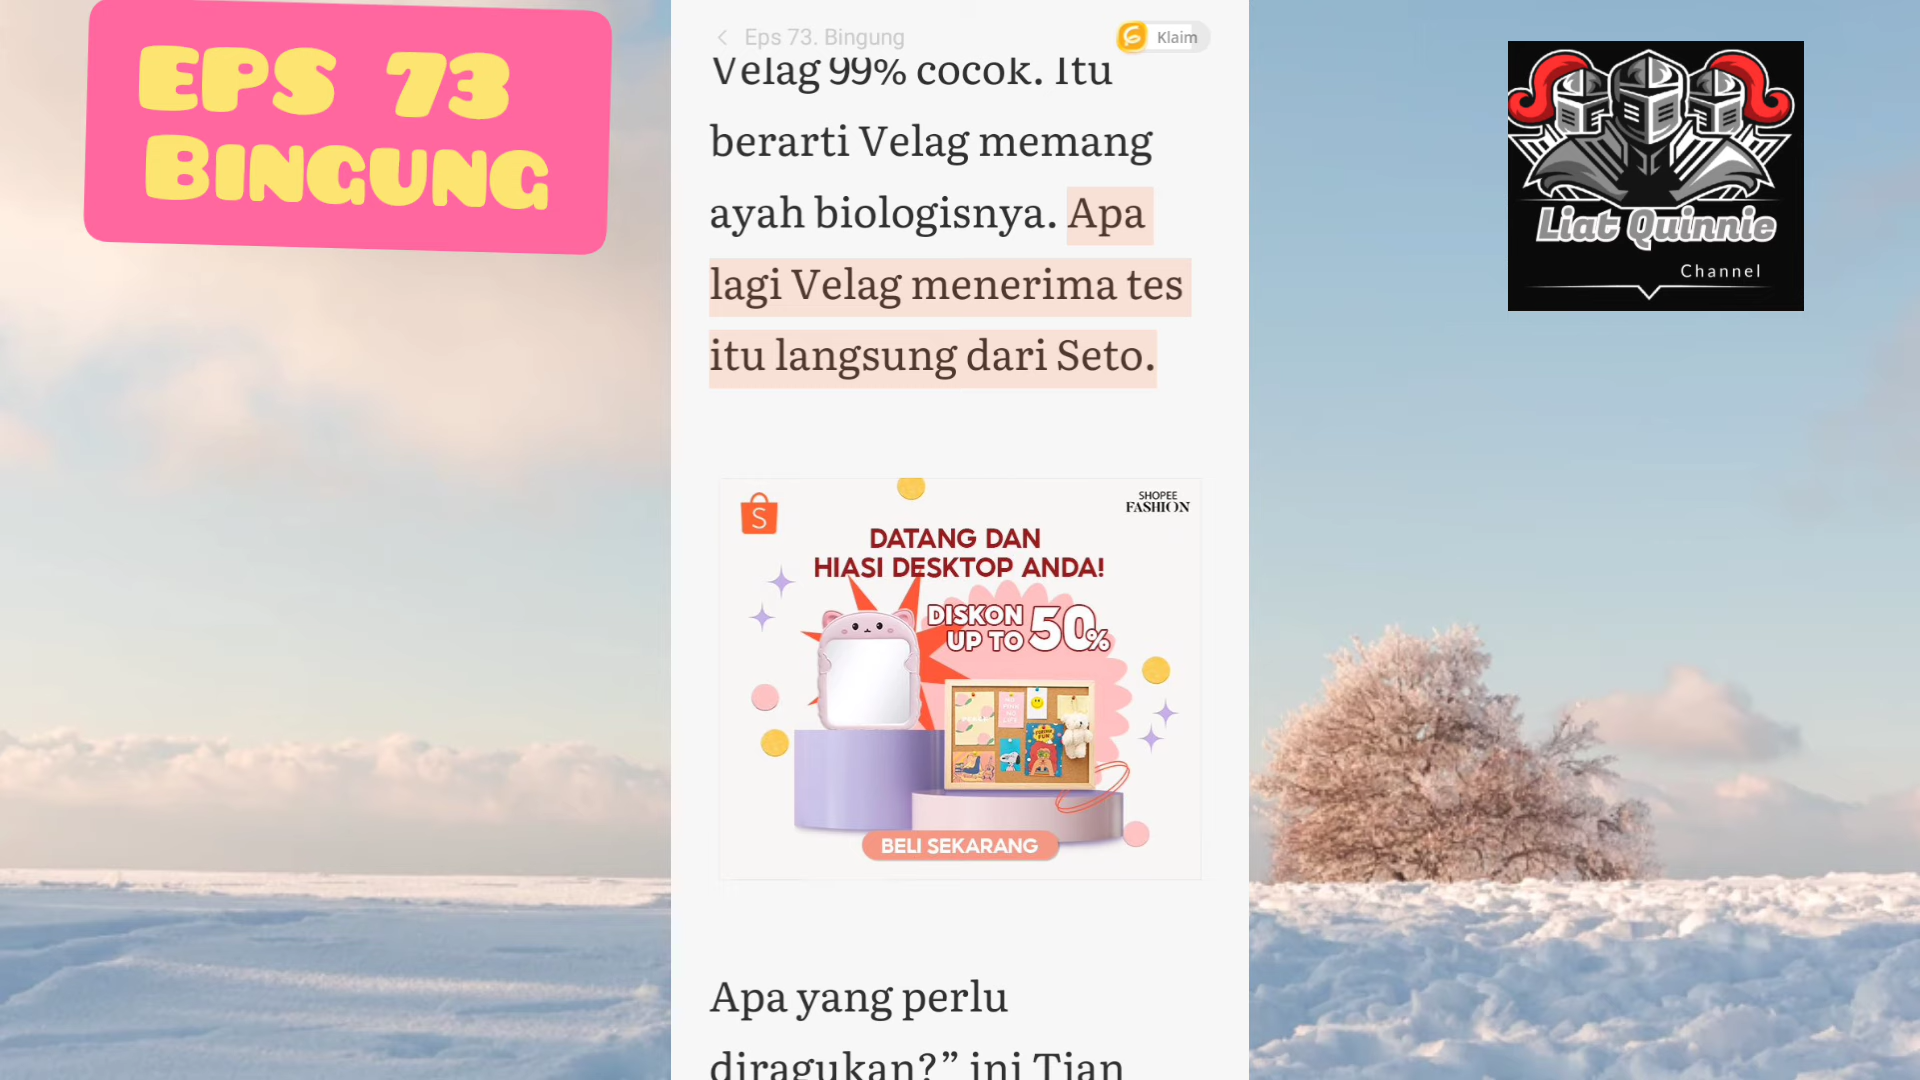 EPS 73
BINGUNG
Eps 73. Bingung
Klaim
Velag 99% cocok. Itu
berarti Velag memang
ayah biologisnya. Apa
lagi Velag menerima tes
itu langsung dari Seto.
S
SHOPEE
FASHION
DATANG DAN
HIASI DESKTOP ANDA!
DISKON
UP TO 50%
BELI SEKARANG
Apa yang perlu
diragukan?” ini Tian
Liat Quinnie
Channel